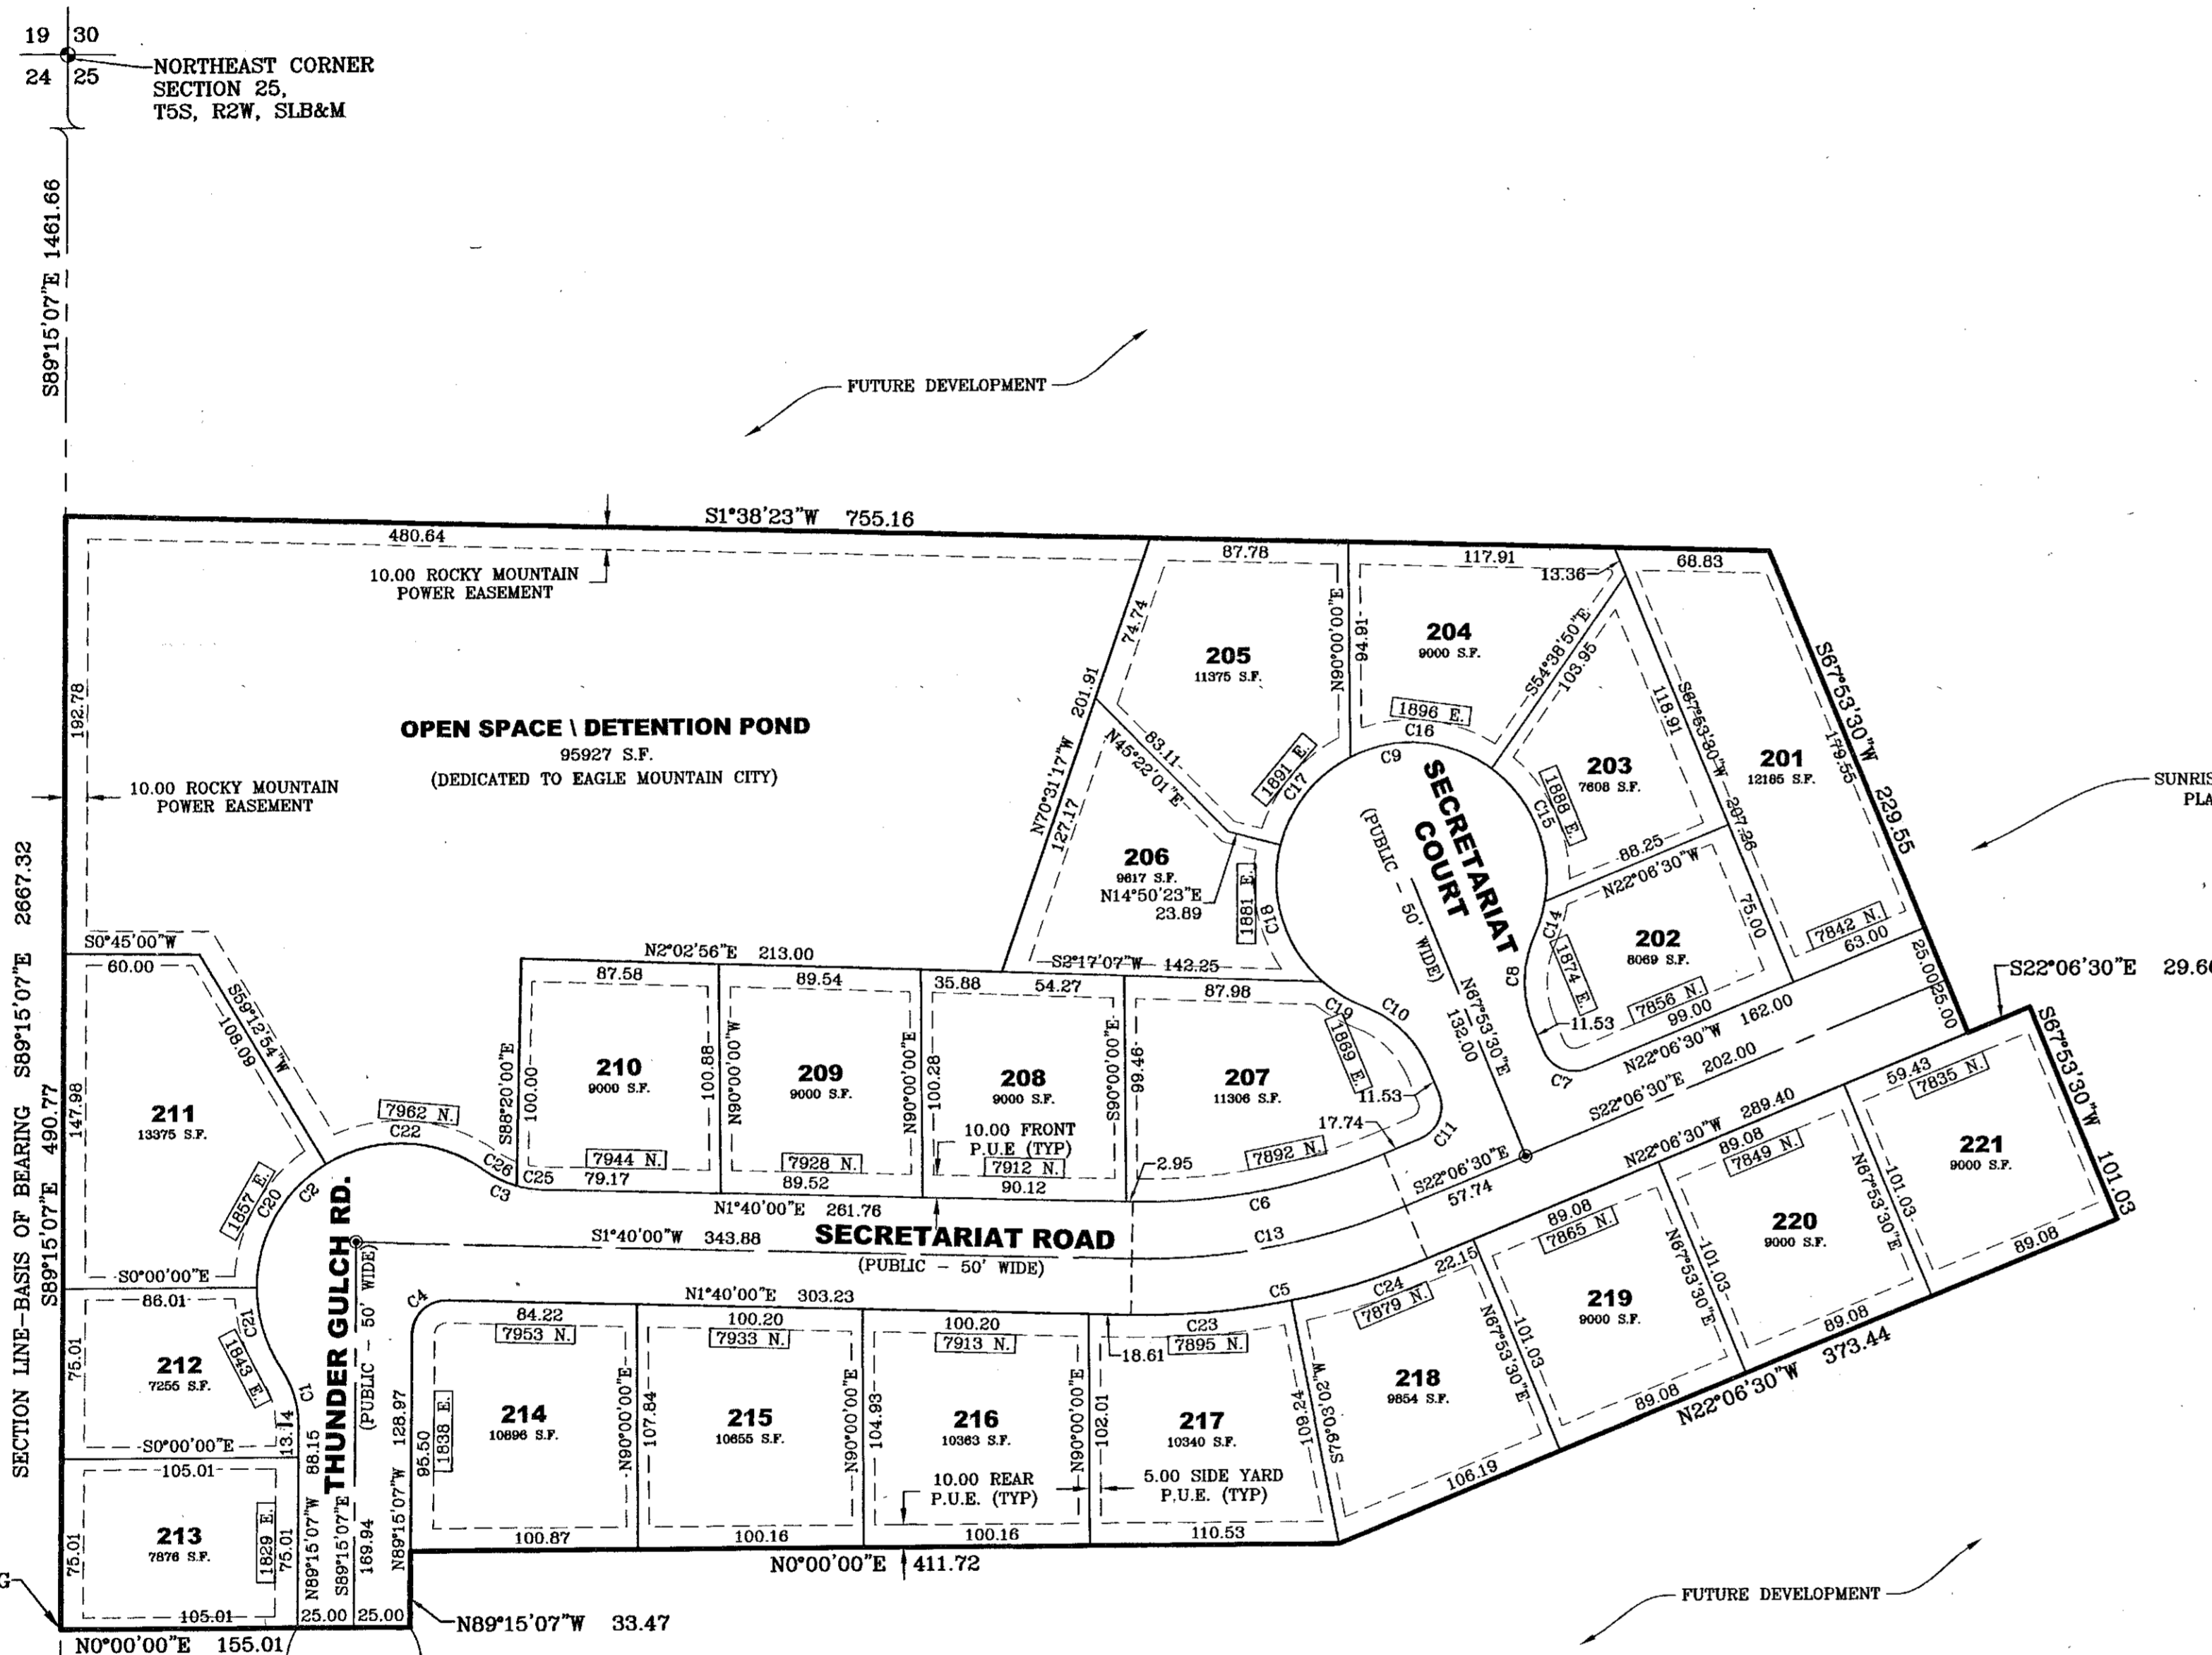 19 30
24 25
NORTHEAST CORNER
SECTION 25,
T5S, R2W, SLB&M
S89°15'07"E 1461.66
FUTURE DEVELOPMENT
S1°38'23"W 755.16
480.64
10.00 ROCKY MOUNTAIN
POWER EASEMENT
87.78
117.91
13.36
68.83
192.78
OPEN SPACE \ DETENTION POND
95927 S.F.
(DEDICATED TO EAGLE MOUNTAIN CITY)
10.00 ROCKY MOUNTAIN
POWER EASEMENT
74.74
N70°31'17"W 201.91
127.17
205
11375 S.F.
N90°00'00"E
94.91
204
9000 S.F.
1896 E.
C16
C9
S54°38'50"E
103.95
118.91
S67°53'30"W
207.26
203
7608 S.F.
1888 E.
C15
201
12185 S.F.
S67°53'30"W
179.55
229.55
SUNRIS
PLA
83.11
N45°22'01"E
1891 E.
C17
206
9617 S.F.
N14°50'23"E
23.89
1881 E.
C18
SECRETARIAT
COURT
(PUBLIC - 50' WIDE)
88.25
N22°06'30"W
75.00
C14
1874 E.
C8
202
8069 S.F.
7856 N.
99.00
7842 N.
63.00
11.53
N22°06'30"W 162.00
25.00
25.00
S22°06'30"E 29.6
SECTION LINE-BASIS OF BEARING S89°15'07"E 2667.32
S89°15'07"E 490.77
S0°45'00"W
60.00
S59°12'54"W
108.09
147.98
211
13375 S.F.
1857 E.
C20
C2
7962 N.
C22
C26
C3
C25
N2°02'56"E 213.00
S2°17'07"W 142.25
87.58
89.54
35.88
54.27
87.98
S88°20'00"E
100.00
210
9000 S.F.
100.88
N90°00'00"W
209
9000 S.F.
N90°00'00"E
100.28
208
9000 S.F.
10.00 FRONT
P.U.E (TYP)
S90°00'00"E
99.46
207
11306 S.F.
C19
C10
1869 E.
11.53
17.74
C11
N67°53'30"E
132.00
C7
S22°06'30"E 202.00
7944 N.
79.17
7928 N.
89.52
7912 N.
90.12
2.95
7892 N.
N1°40'00"E 261.76
C6
S22°06'30"E
57.74
N22°06'30"W 289.40
59.43
7835 N.
S67°53'30"W
101.03
S1°40'00"W 343.88
SECRETARIAT ROAD
(PUBLIC - 50' WIDE)
C13
89.08
7849 N.
221
9000 S.F.
N67°53'30"E
101.03
89.08
89.08
7865 N.
220
9000 S.F.
N67°53'30"E
101.03
89.08
S0°00'00"E
86.01
C21
1843 E.
212
7255 S.F.
75.01
C1
13.14
THUNDER GULCH RD.
(PUBLIC - 50' WIDE)
C4
N1°40'00"E 303.23
C5
C24
22.15
7879 N.
84.22
7953 N.
100.20
7933 N.
100.20
7913 N.
C23
7895 N.
18.61
219
9000 S.F.
N67°53'30"E
101.03
89.08
N22°06'30"W 373.44
S0°00'00"E
105.01
213
7876 S.F.
75.01
1829 E.
75.01
105.01
N89°15'07"W 88.15
S89°15'07"E 169.94
N89°15'07"W 128.97
95.50
1838 E.
214
10896 S.F.
N90°00'00"E
107.84
215
10655 S.F.
N90°00'00"E
104.93
216
10363 S.F.
10.00 REAR
P.U.E. (TYP)
N90°00'00"E
102.01
217
10340 S.F.
5.00 SIDE YARD
P.U.E. (TYP)
109.24
S79°03'02"W
218
9854 S.F.
106.19
100.87
100.16
100.16
110.53
N0°00'00"E 411.72
25.00
25.00
N89°15'07"W 33.47
N0°00'00"E 155.01
G
FUTURE DEVELOPMENT